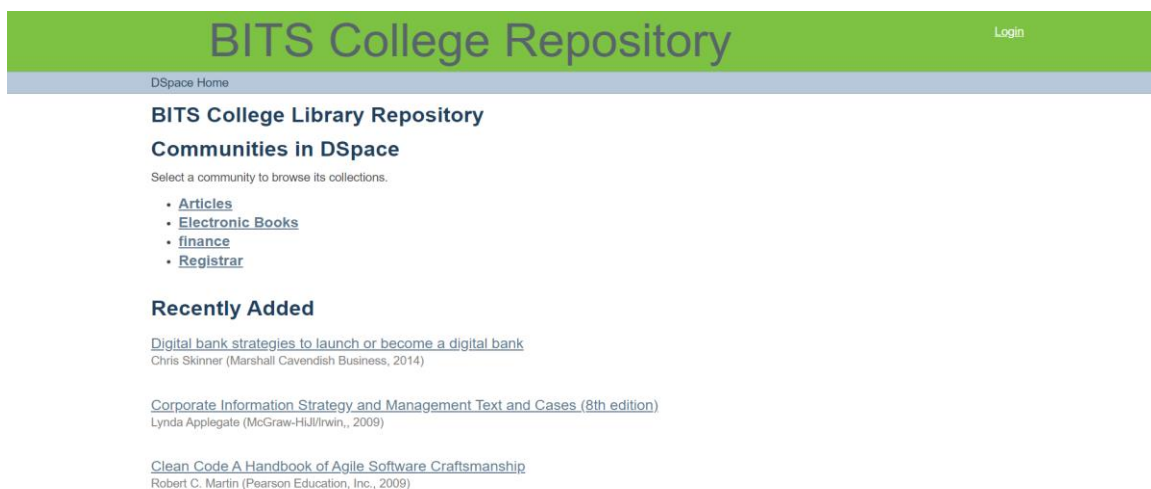 BITS College Repository
Login
DSpace Home
BITS College Library Repository
Communities in DSpace
Select a community to browse its collections.
• Articles
• Electronic Books
• finance
• Registrar
Recently Added
Digital bank strategies to launch or become a digital bank
Chris Skinner (Marshall Cavendish Business, 2014)
Corporate Information Strategy and Management Text and Cases (8th edition)
Lynda Applegate (McGraw-HiJl/Irwin,, 2009)
Clean Code A Handbook of Agile Software Craftsmanship
Robert C. Martin (Pearson Education, Inc., 2009)